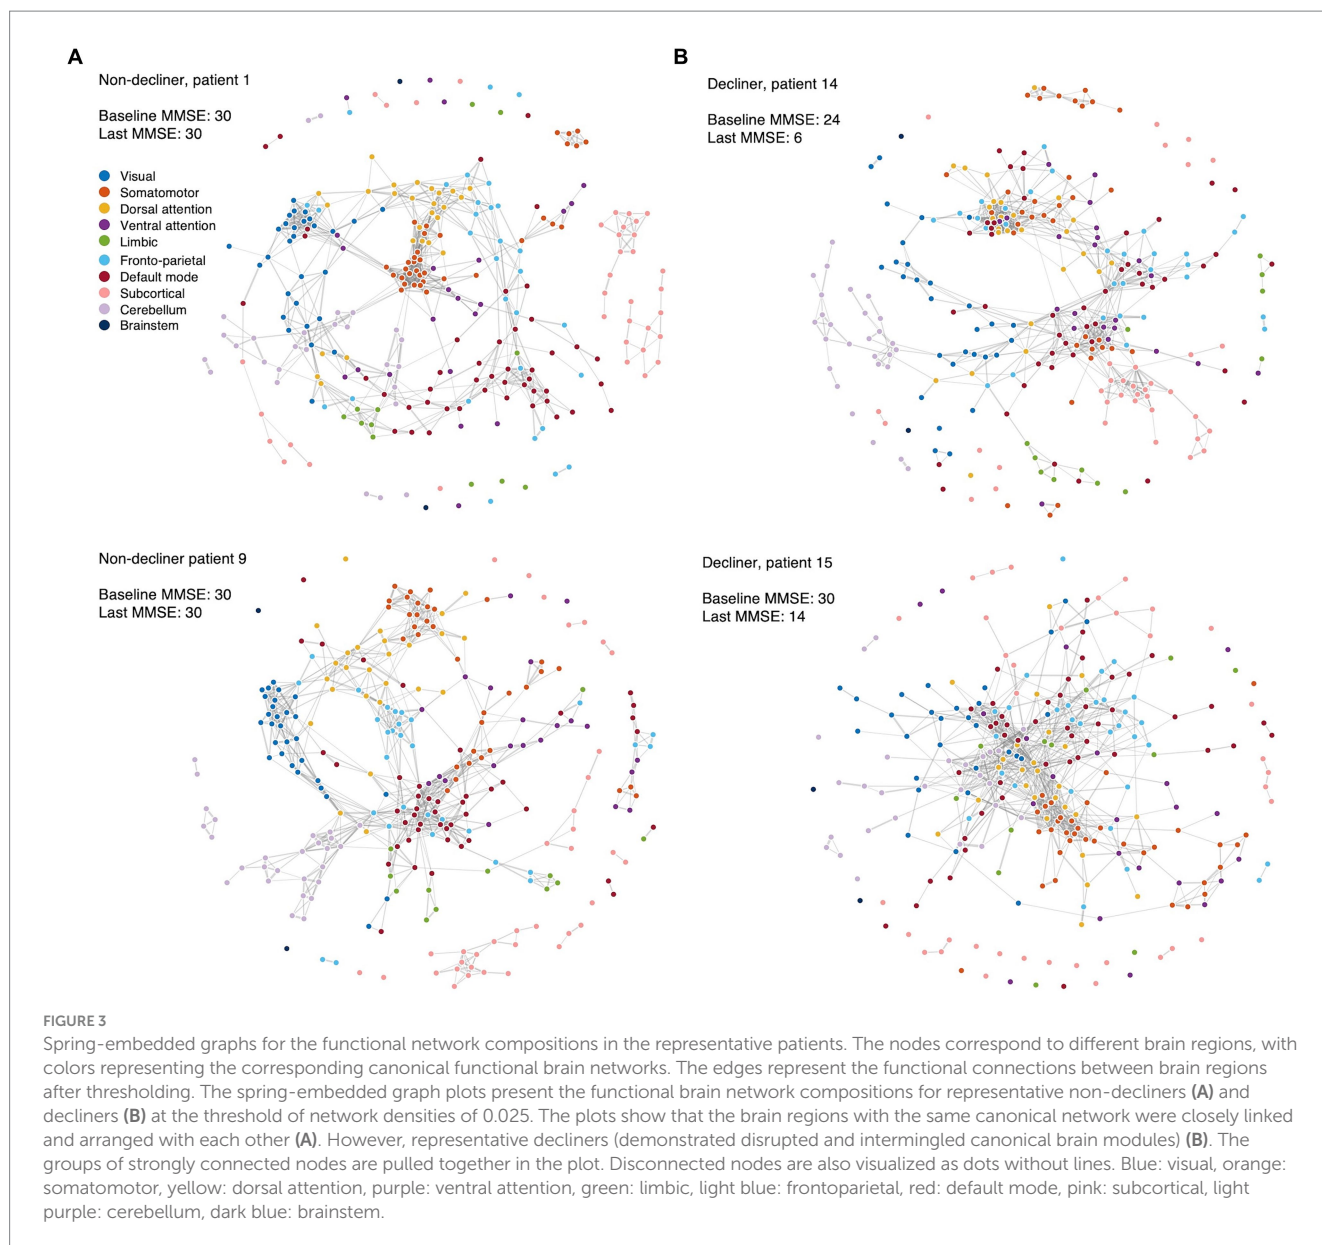 A
Non-decliner, patient 1
Baseline MMSE: 30
Last MMSE: 30
Visual
Somatomotor
Dorsal attention
Ventral attention
Limbic
Fronto-parietal
Default mode
Subcortical
Cerebellum
Brainstem
B
Decliner, patient 14
Baseline MMSE: 24
Last MMSE: 6
Non-decliner patient 9
Baseline MMSE: 30
Last MMSE: 30
Decliner, patient 15
Baseline MMSE: 30
Last MMSE: 14
FIGURE 3
Spring-embedded graphs for the functional network compositions in the representative patients. The nodes correspond to different brain regions, with
colors representing the corresponding canonical functional brain networks. The edges represent the functional connections between brain regions
after thresholding. The spring-embedded graph plots present the functional brain network compositions for representative non-decliners (A) and
decliners (B) at the threshold of network densities of 0.025. The plots show that the brain regions with the same canonical network were closely linked
and arranged with each other (A). However, representative decliners (demonstrated disrupted and intermingled canonical brain modules) (B). The
groups of strongly connected nodes are pulled together in the plot. Disconnected nodes are also visualized as dots without lines. Blue: visual, orange:
somatomotor, yellow: dorsal attention, purple: ventral attention, green: limbic, light blue: frontoparietal, red: default mode, pink: subcortical, light
purple: cerebellum, dark blue: brainstem.